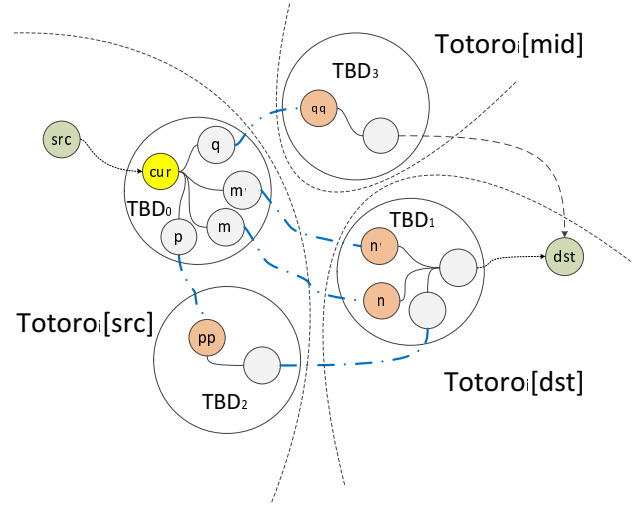 Totoroi[mid]
TBD3
qq
src
q
cur
m'
TBD0
m
p
TBD1
n'
dst
n
Totoroi[src]
pp
TBD2
Totoroi[dst]